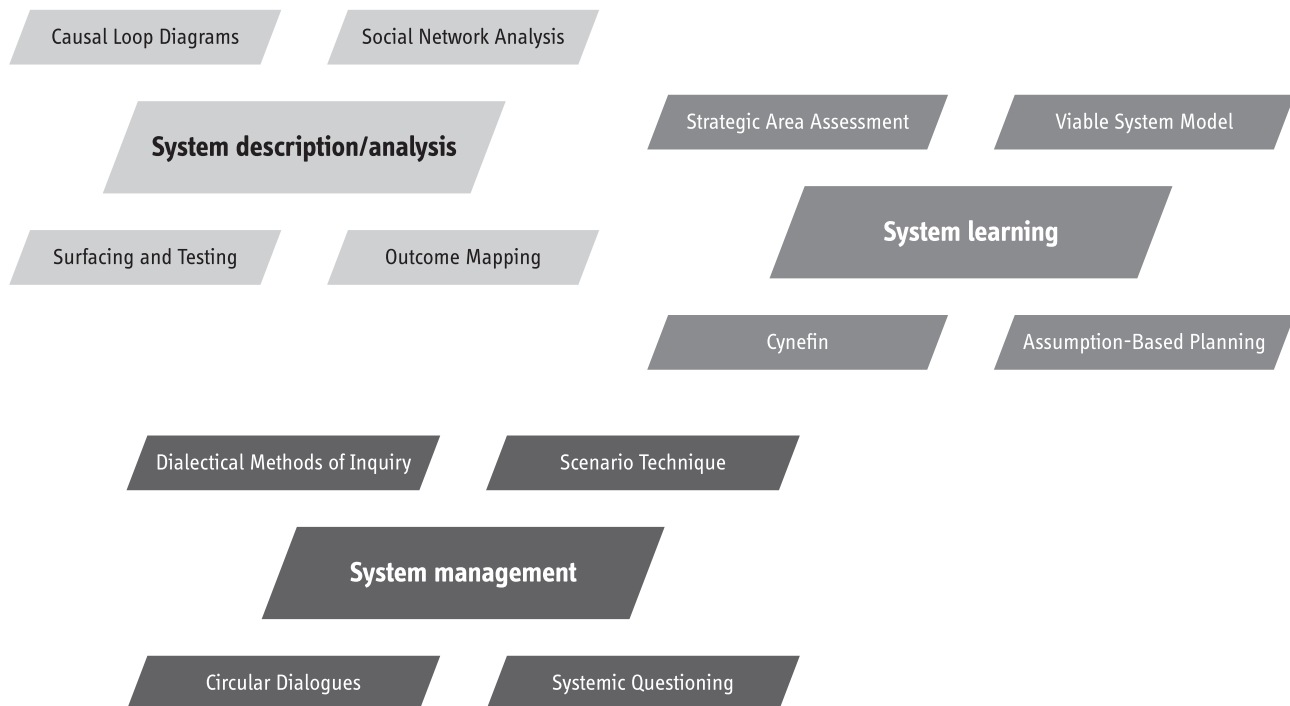 Causal Loop Diagrams
Social Network Analysis
System description/analysis
Surfacing and Testing
Outcome Mapping
Strategic Area Assessment
Viable System Model
System learning
Cynefin
Assumption-Based Planning
Dialectical Methods of Inquiry
Scenario Technique
System management
Circular Dialogues
Systemic Questioning